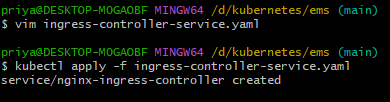 priya@DESKTOP-MOGAOBF MINGW64 /d/kubernetes/ems (main)
$ vim ingress-controller-service.yaml
priya@DESKTOP-MOGAOBF MINGW64 /d/kubernetes/ems (main)
$ kubectl apply -f ingress-controller-service.yaml
service/nginx-ingress-controller created